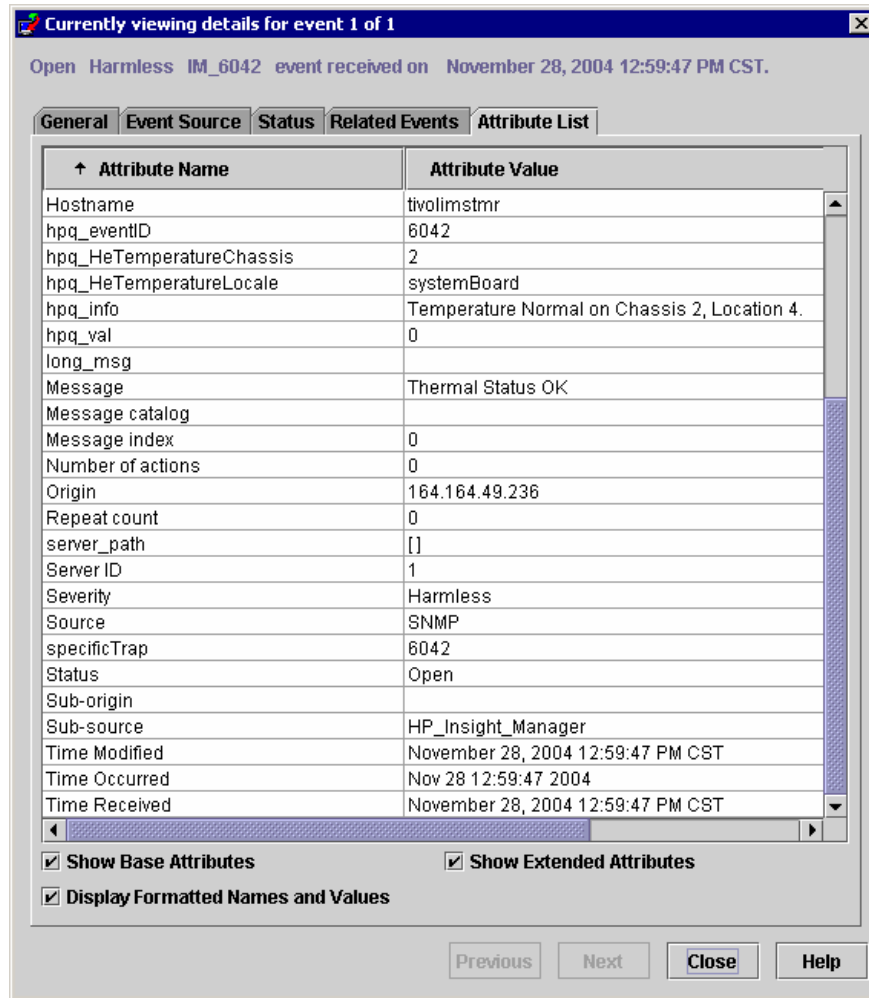 Currently viewing details for event 1 of 1
Open Harmless IM_6042 event received on November 28, 2004 12:59:47 PM CST.
General Event Source Status Related Events Attribute List
Attribute Name Attribute Value
Hostname tivolimstmr
hpq_eventID 6042
hpq_HeTemperatureChassis 2
hpq_HeTemperatureLocale systemBoard
hpq_info Temperature Normal on Chassis 2, Location 4.
hpq_val 0
long_msg
Message Thermal Status OK
Message catalog
Message index 0
Number of actions 0
Origin 164.164.49.236
Repeat count 0
server_path []
Server ID 1
Severity Harmless
Source SNMP
specificTrap 6042
Status Open
Sub-origin
Sub-source HP_Insight_Manager
Time Modified November 28, 2004 12:59:47 PM CST
Time Occurred Nov 28 12:59:47 2004
Time Received November 28, 2004 12:59:47 PM CST
Show Base Attributes Show Extended Attributes
Display Formatted Names and Values
Previous Next Close Help